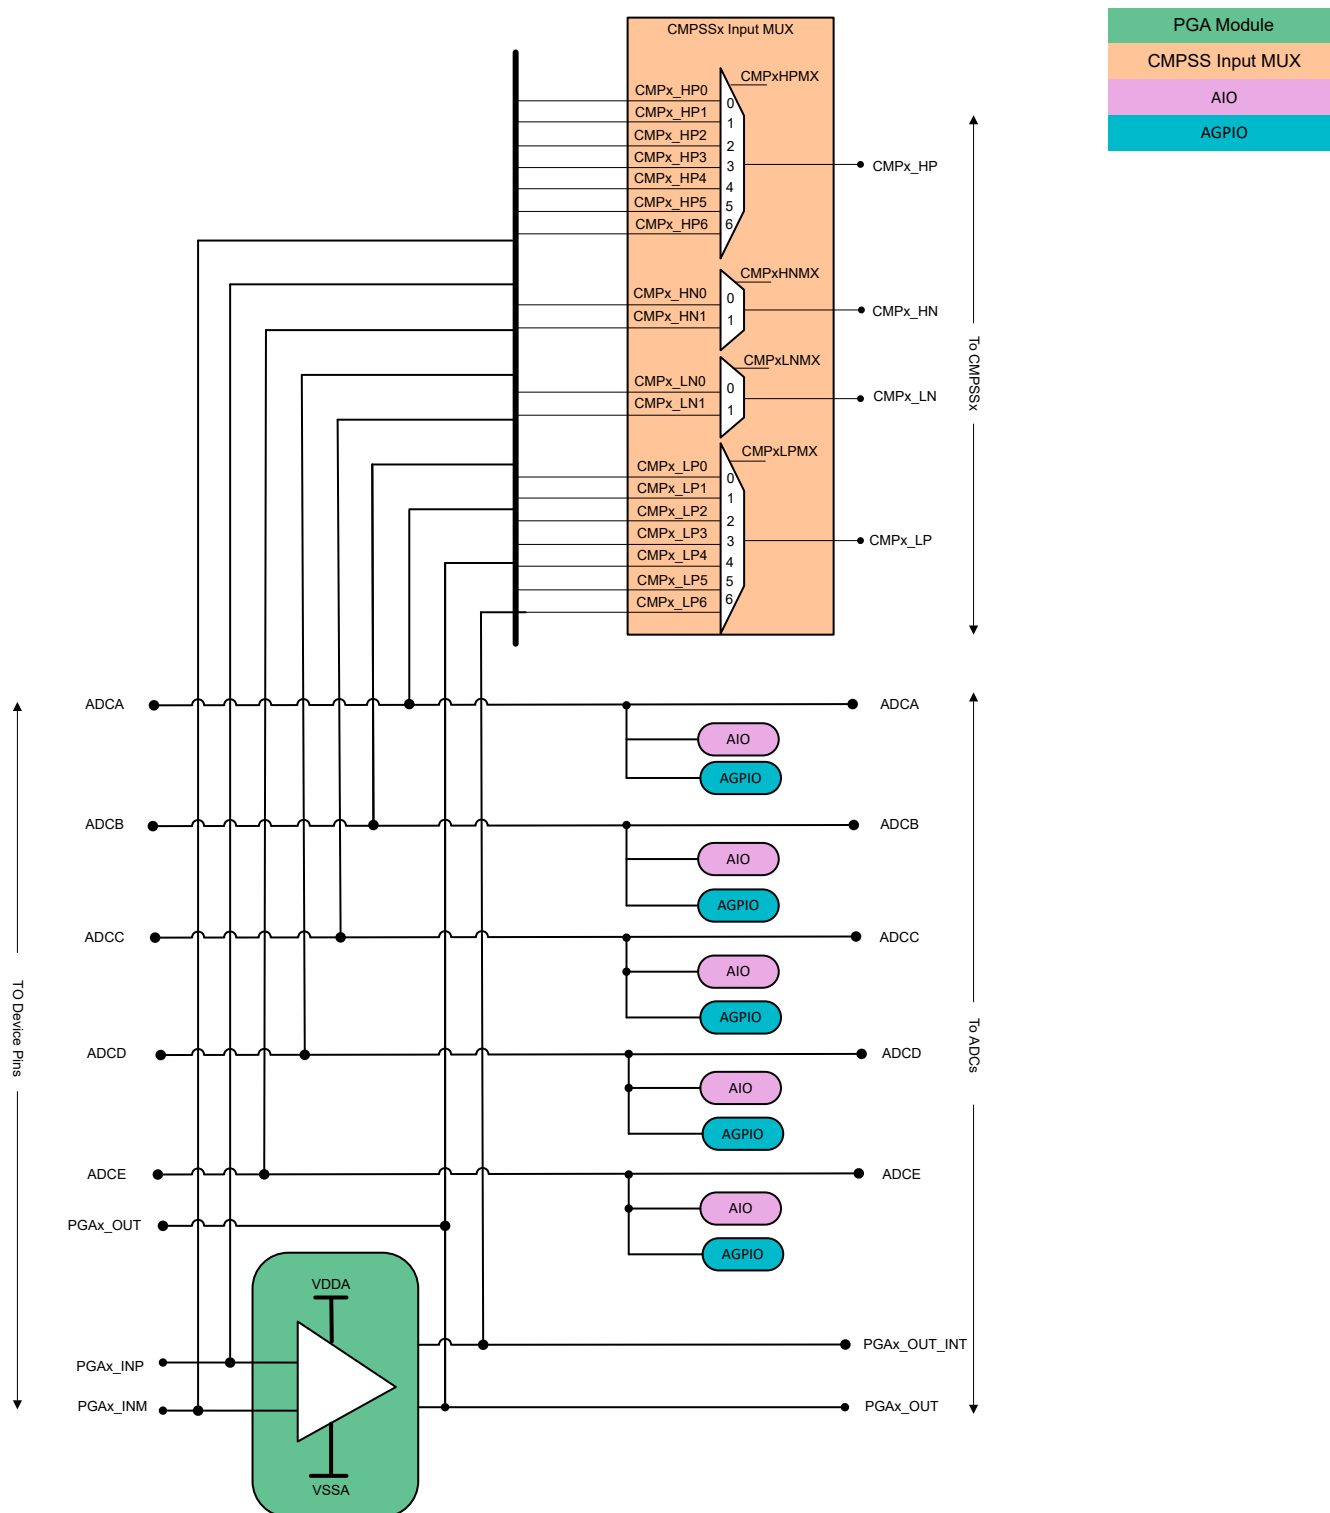 CMPSSx Input MUX
PGA Module
CMPSS Input MUX
AIO
AGPIO
CMPxHPMX
CMPx_HP0
0
CMPx_HP1
1
CMPx_HP2
2
CMPx_HP3
3
CMPx_HP4
4
CMPx_HP5
5
CMPx_HP6
6
CMPx_HP
CMPxHNMX
CMPx_HN0
0
CMPx_HN1
1
CMPx_HN
CMPxLNMX
CMPx_LN0
0
CMPx_LN1
1
CMPx_LN
CMPxLPMX
CMPx_LP0
0
CMPx_LP1
1
CMPx_LP2
2
CMPx_LP3
3
CMPx_LP4
4
CMPx_LP5
5
CMPx_LP6
6
CMPx_LP
To CMPSSx
ADCA
ADCA
AIO
AGPIO
ADCB
ADCB
AIO
AGPIO
ADCC
ADCC
AIO
AGPIO
TO Device Pins
To ADCs
ADCD
ADCD
AIO
AGPIO
ADCE
ADCE
AIO
AGPIO
PGAx_OUT
VDDA
PGAx_INP
PGAx_OUT_INT
PGAx_INM
PGAx_OUT
VSSA